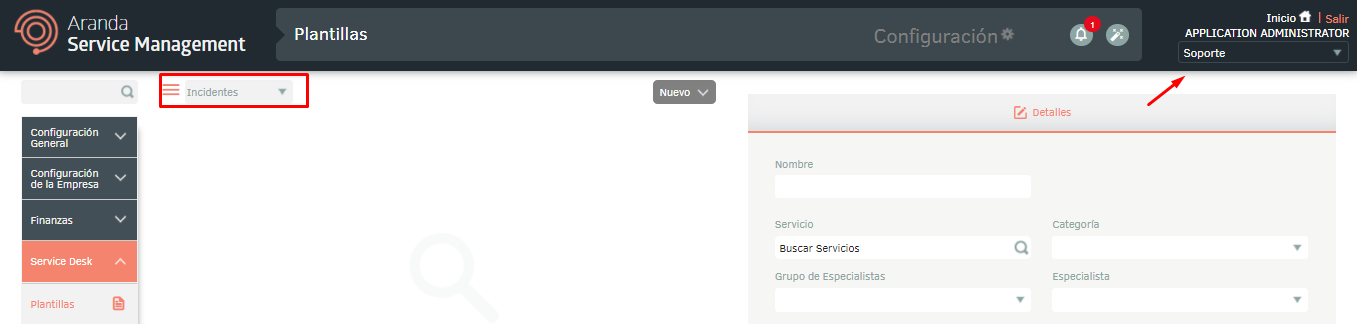 Aranda
Service Management
Plantillas
Configuración
1
Inicio | Salir
APPLICATION ADMINISTRATOR
Soporte
Incidentes
Nuevo
Detalles
Configuración
General
Configuración
de la Empresa
Finanzas
Service Desk
Plantillas
Nombre
Servicio
Categoría
Buscar Servicios
Grupo de Especialistas
Especialista